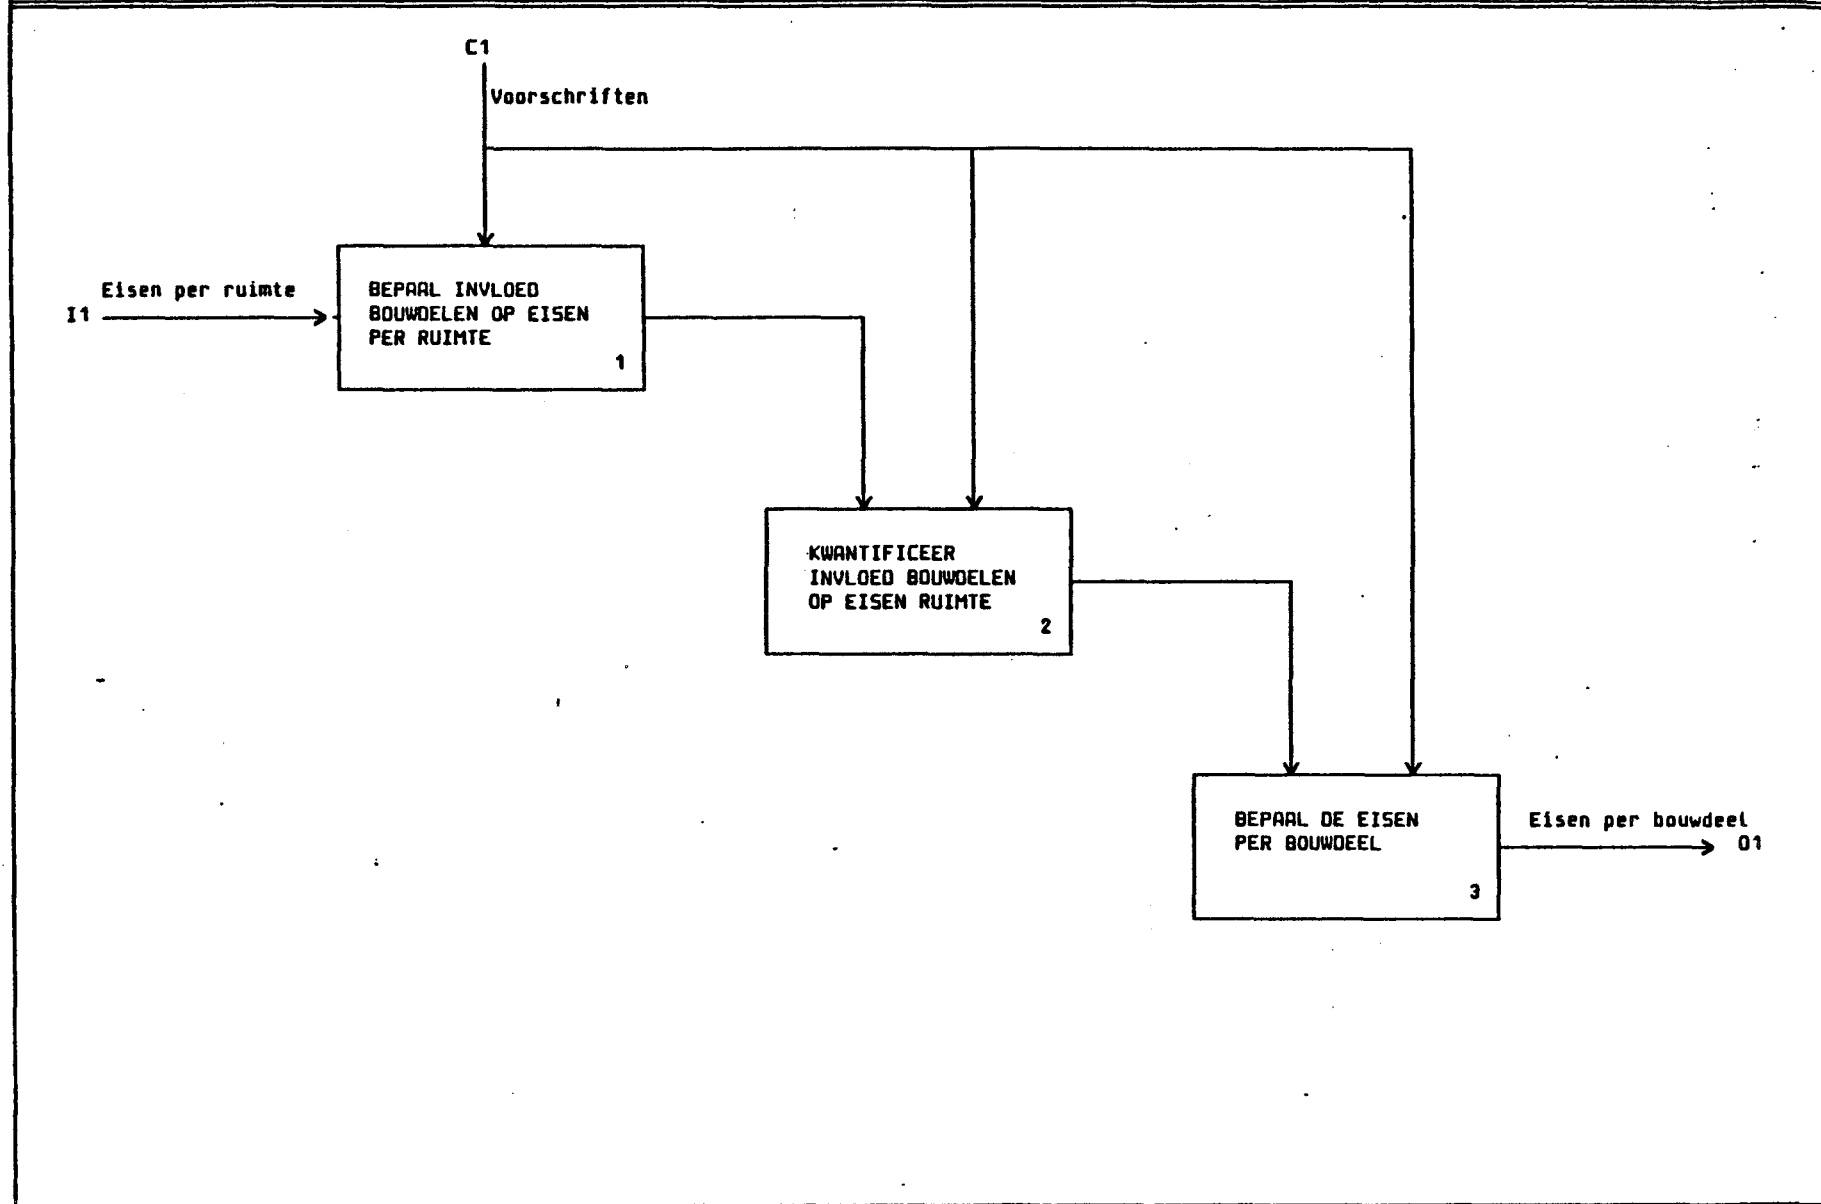 C1
Voorschriften
Eisen per ruimte
I1
BEPAAL INVLOED
BOUWDELEN OP EISEN
PER RUIMTE
1
KWANTIFICEER
INVLOED BOUWDELEN
OP EISEN RUIMTE
2
BEPAAL DE EISEN
PER BOUWDEEL
3
Eisen per bouwdeel
O1